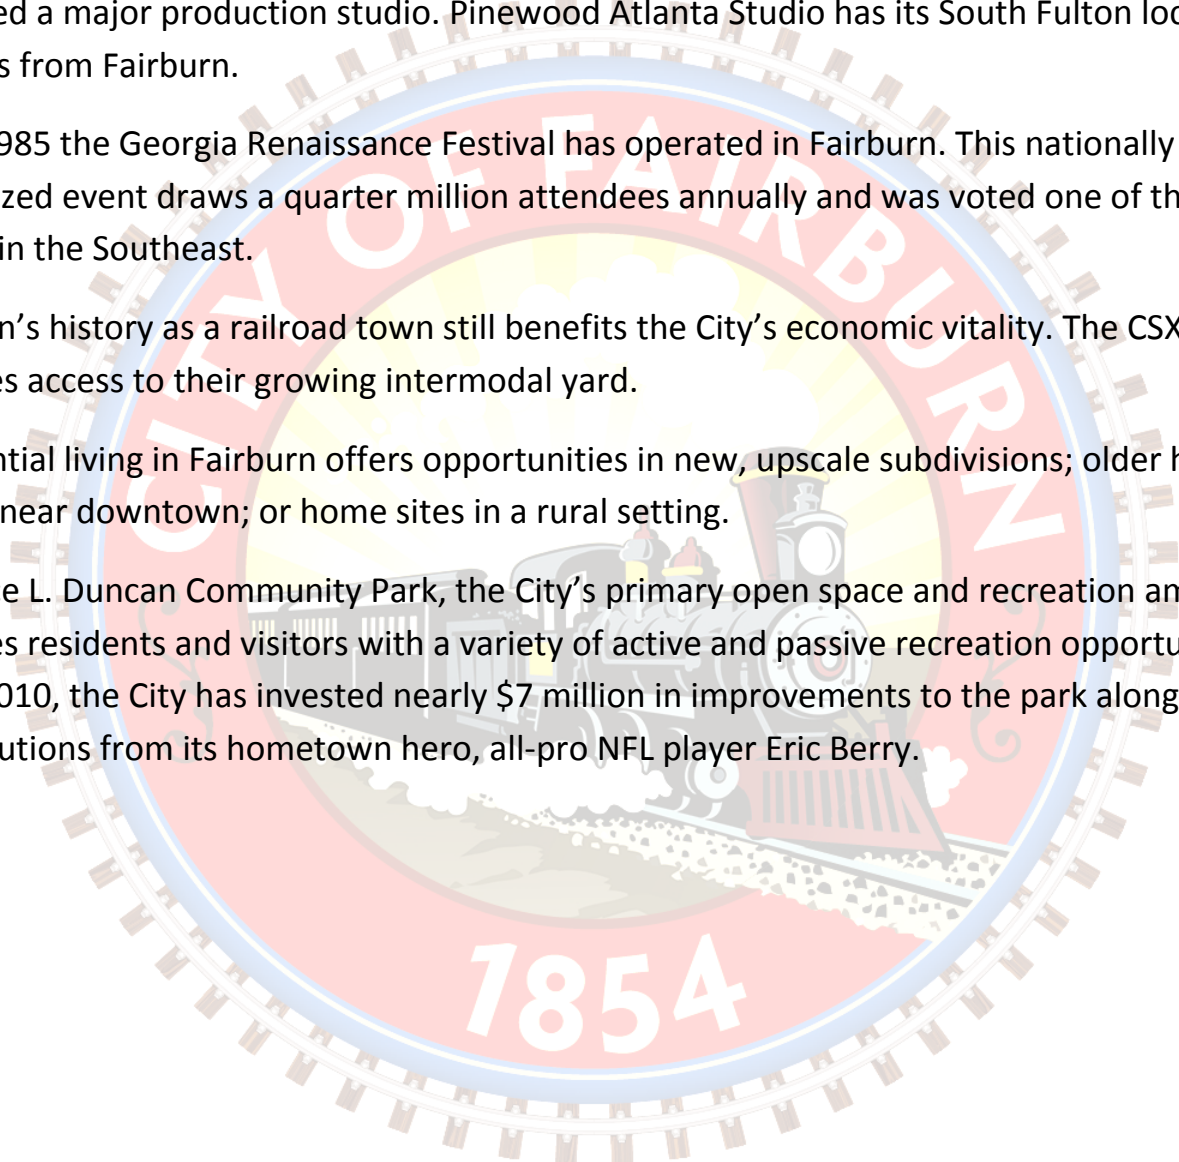 ed a major production studio. Pinewood Atlanta Studio has its South Fulton loc
s from Fairburn.
985 the Georgia Renaissance Festival has operated in Fairburn. This nationally
zed event draws a quarter million attendees annually and was voted one of th
in the Southeast.
n’s history as a railroad town still benefits the City’s economic vitality. The CSX
es access to their growing intermodal yard.
ntial living in Fairburn offers opportunities in new, upscale subdivisions; older h
near downtown; or home sites in a rural setting.
e L. Duncan Community Park, the City’s primary open space and recreation am
es residents and visitors with a variety of active and passive recreation opportu
010, the City has invested nearly $7 million in improvements to the park along
utions from its hometown hero, all-pro NFL player Eric Berry.
CITY OF FAIRBURN
1854